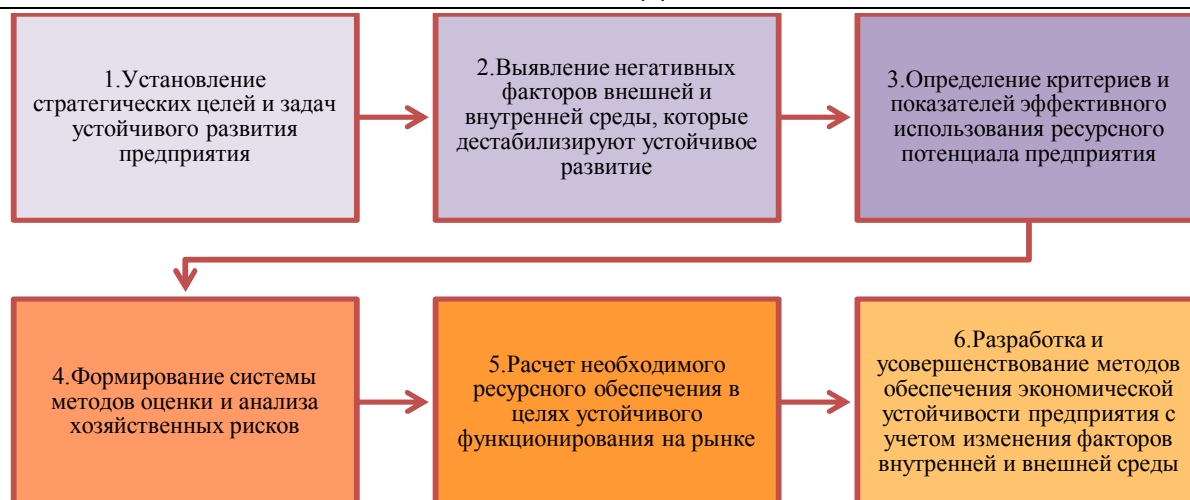 1.Установление
стратегических целей и задач
устойчивого развития
предприятия
2.Выявление негативных
факторов внешней и
внутренней среды, которые
дестабилизируют устойчивое
развитие
3.Определение критериев и
показателей эффективного
использования ресурсного
потенциала предприятия
4.Формирование системы
методов оценки и анализа
хозяйственных рисков
5.Расчет необходимого
ресурсного обеспечения в
целях устойчивого
функционирования на рынке
6.Разработка и
усовершенствование методов
обеспечения экономической
устойчивости предприятия с
учетом изменения факторов
внутренней и внешней среды